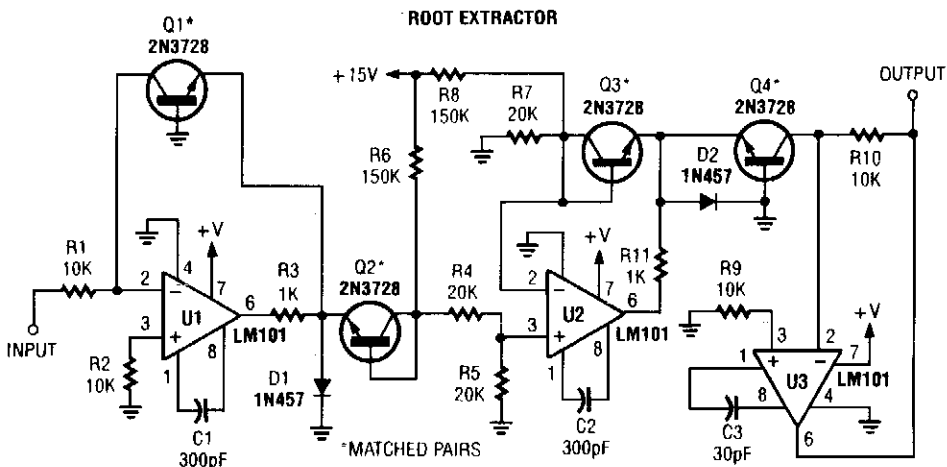 ROOT EXTRACTOR
Q1*
2N3728
+15V
R8
150K
R7
20K
Q3*
2N3728
Q4*
2N3728
OUTPUT
R6
150K
D2
1N457
R10
10K
R1
10K
INPUT
+V
2
4
7
3
6
1
8
U1
LM101
R2
10K
R3
1K
Q2*
2N3728
R4
20K
D1
1N457
C1
300pF
R5
20K
+V
2
4
7
3
6
1
8
U2
LM101
R11
1K
C2
300pF
*MATCHED PAIRS
R9
10K
3
2
+V
7
1
8
U3
LM101
4
6
C3
30pF